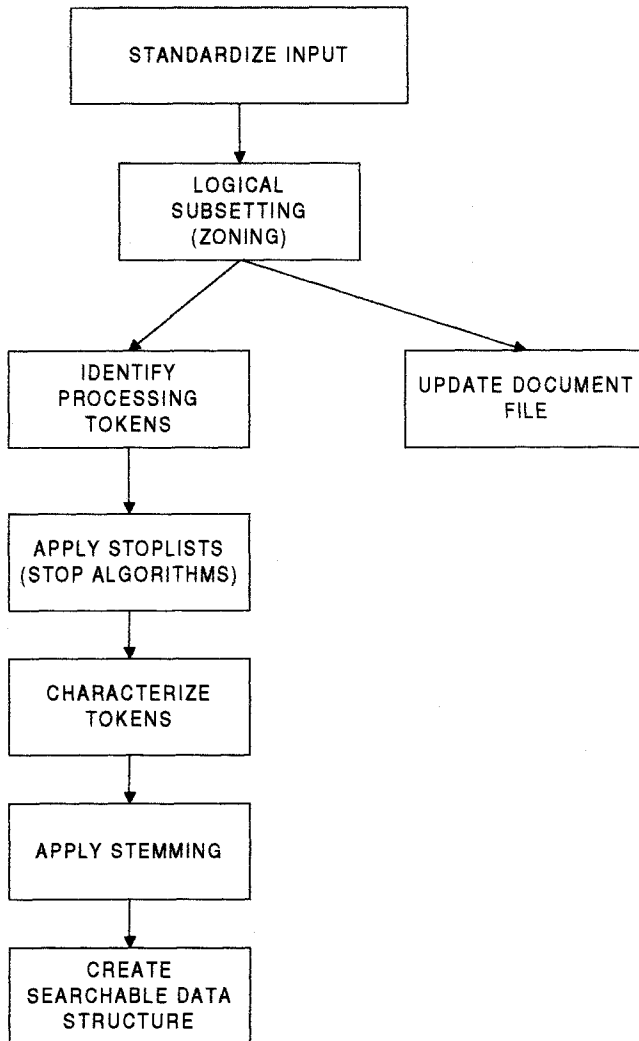 STANDARDIZE INPUT
LOGICAL
SUBSETTING
(ZONING)
IDENTIFY
PROCESSING
TOKENS
UPDATE DOCUMENT
FILE
APPLY STOPLISTS
(STOP ALGORITHMS)
CHARACTERIZE
TOKENS
APPLY STEMMING
CREATE
SEARCHABLE DATA
STRUCTURE